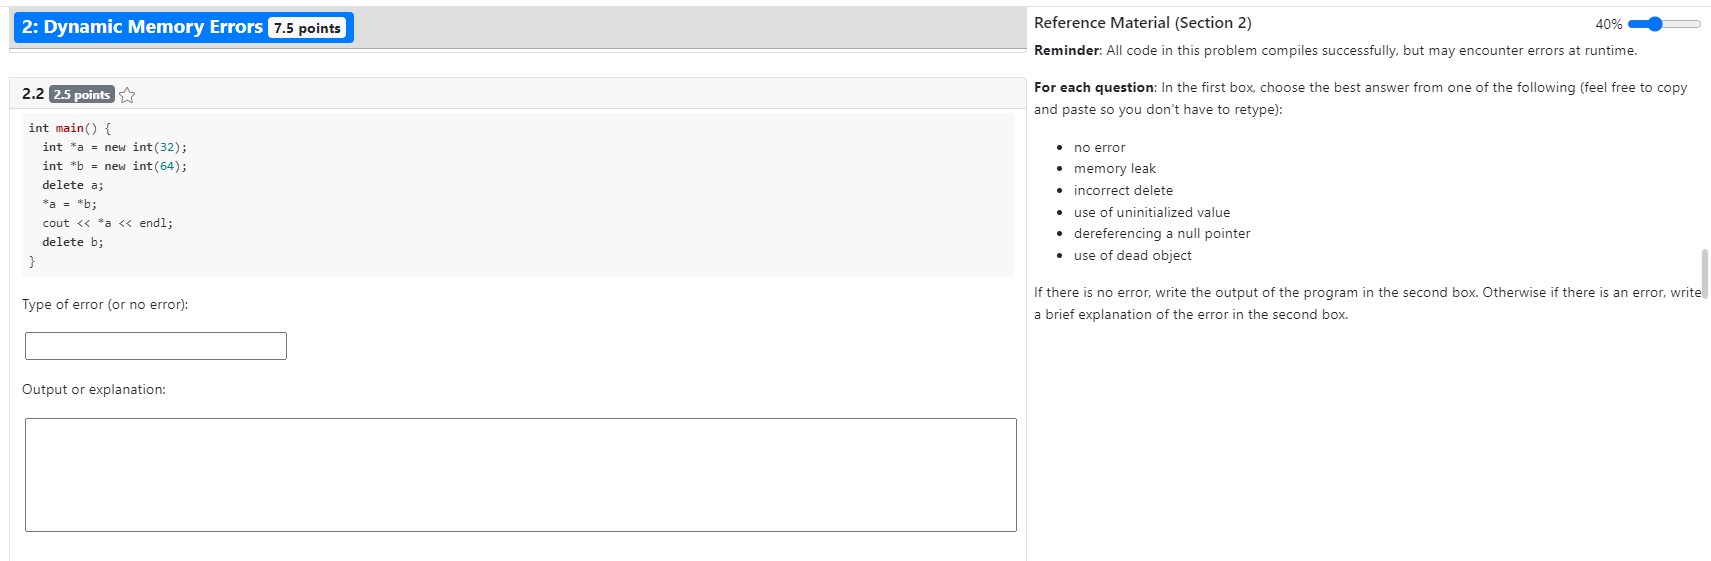 2: Dynamic Memory Errors 7.5 points
2.2 2.5 points
int main() {
  int *a = new int(32);
  int *b = new int(64);
  delete a;
  *a = *b;
  cout << *a << endl;
  delete b;
}
Type of error (or no error):
Output or explanation:
Reference Material (Section 2)
40%
Reminder: All code in this problem compiles successfully, but may encounter errors at runtime.
For each question: In the first box, choose the best answer from one of the following (feel free to copy
and paste so you don't have to retype):
• no error
• memory leak
• incorrect delete
• use of uninitialized value
• dereferencing a null pointer
• use of dead object
If there is no error, write the output of the program in the second box. Otherwise if there is an error, write
a brief explanation of the error in the second box.